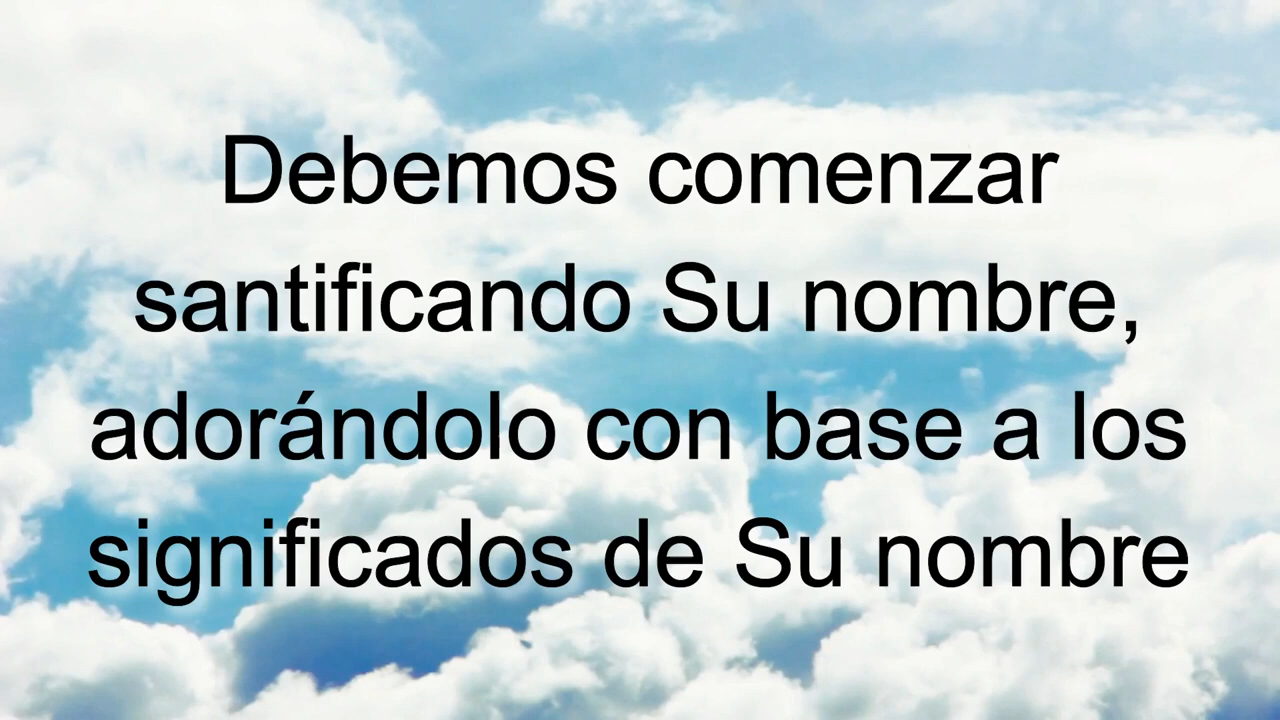 Debemos comenzar
santificando Su nombre,
adorándolo con base a los
significados de Su nombre